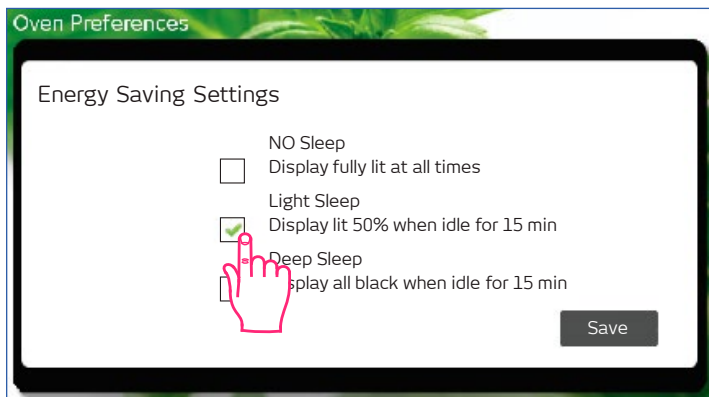 Oven Preferences
Energy Saving Settings
NO Sleep
Display fully lit at all times
Light Sleep
Display lit 50% when idle for 15 min
Deep Sleep
Display all black when idle for 15 min
Save